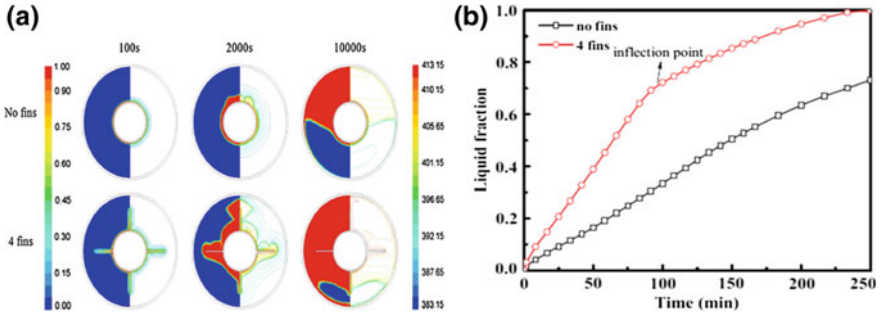 (a)
100s
2000s
10000s
No fins
4 fins
1.00
0.90
0.75
0.60
0.45
0.30
0.15
0.00
413.15
405.65
401.15
396.65
392.15
387.65
383.15
(b)
no fins
4 fins
inflection point
Liquid fraction
1.0
0.8
0.6
0.4
0.2
0.0
0
50
100
150
200
250
Time (min)